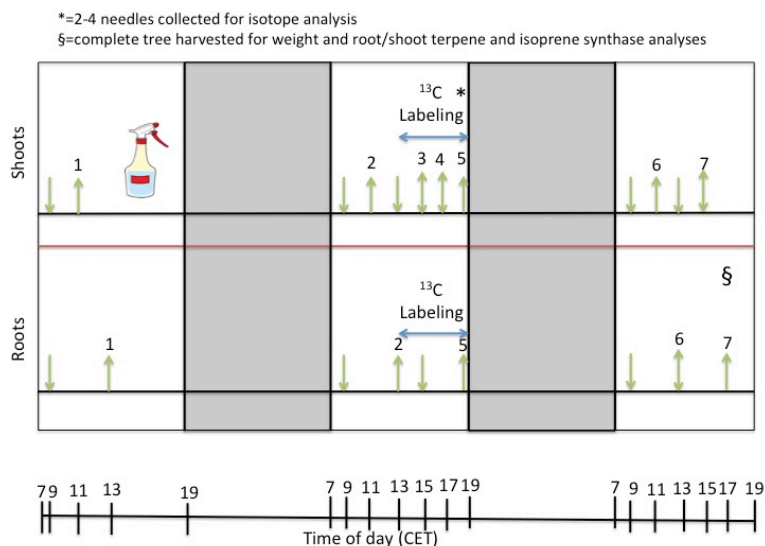 *=2-4 needles collected for isotope analysis
§=complete tree harvested for weight and root/shoot terpene and isoprene synthase analyses
Shoots
1
¹³C *
Labeling
2 3 4 5
6 7
§
Roots
1
¹³C
Labeling
2 5
6 7
7 9 11 13 19 7 9 11 13 15 17 19 7 9 11 13 15 17 19
Time of day (CET)